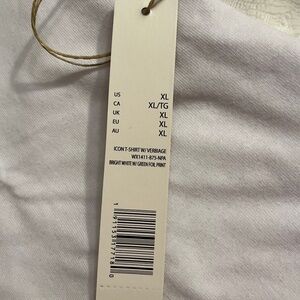 US XL
CA XL/TG
UK XL
EU XL
AU XL
ICON T-SHIRT W/ VERBIAGE
WX1411-875-NPA
BRIGHT WHITE W/ GREEN FOIL PRINT